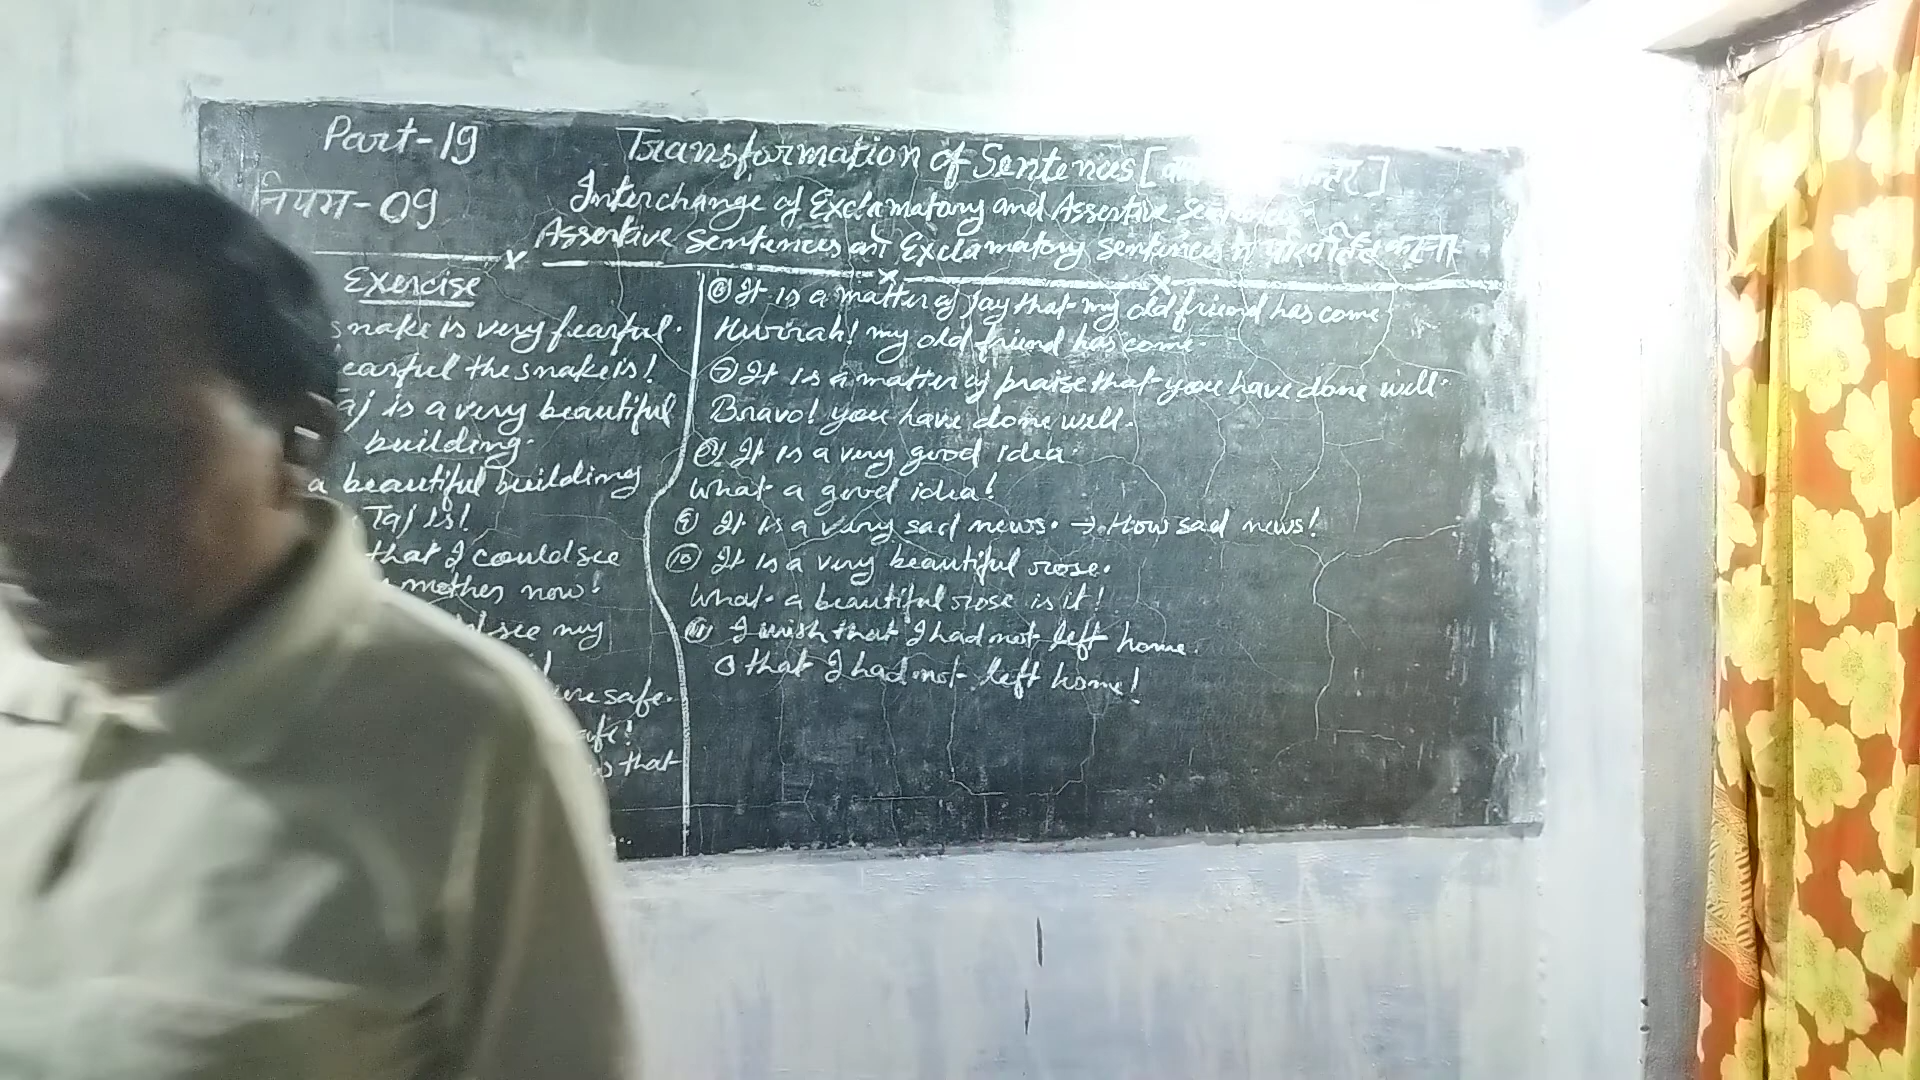 Part-19
Transformation of Sentences [
नियम-09
Interchange of Exclamatory and Assertive Sentences
Assertive Sentences का Exclamatory Sentences में परिवर्तित करना
Exercise
snake is very fearful.
earful the snake is!
Taj is a very beautiful
building.
a beautiful building
Taj is!
that I could see
mother now.
see my
!
safe.
afe!
that
⑥ It is a matter of joy that my old friend has come.
Hurrah! my old friend has come.
⑦ It is a matter of praise that you have done well.
Bravo! you have done well.
⑧ It is a very good idea.
What a good idea!
⑨ It is a very sad news. → How sad news!
⑩ It is a very beautiful rose.
What a beautiful rose is it!
⑪ I wish that I had not left home.
O that I had not left home!